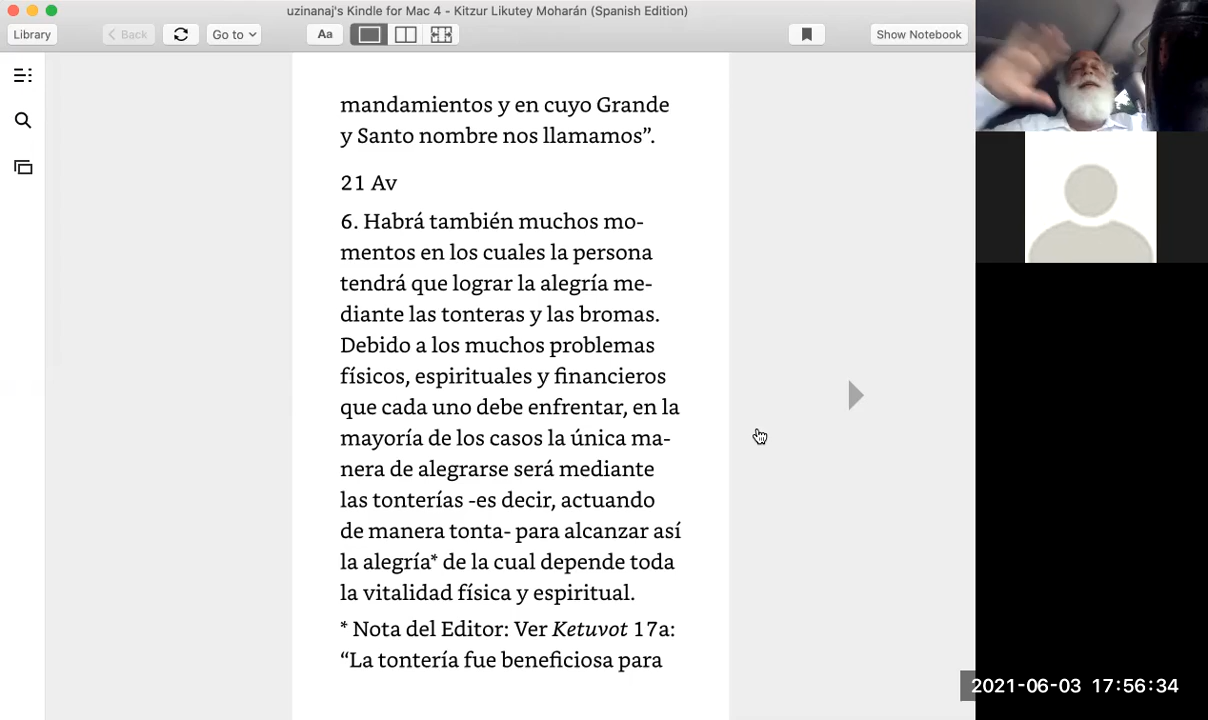 uzinanaj's Kindle for Mac 4 - Kitzur Likutey Moharán (Spanish Edition)
Library
Back
Go to
Aa
Show Notebook
mandamientos y en cuyo Grande
y Santo nombre nos llamamos”.
21 Av
6. Habrá también muchos mo-
mentos en los cuales la persona
tendrá que lograr la alegría me-
diante las tonteras y las bromas.
Debido a los muchos problemas
físicos, espirituales y financieros
que cada uno debe enfrentar, en la
mayoría de los casos la única ma-
nera de alegrarse será mediante
las tonterías -es decir, actuando
de manera tonta- para alcanzar así
la alegría* de la cual depende toda
la vitalidad física y espiritual.
* Nota del Editor: Ver Ketuvot 17a:
“La tontería fue beneficiosa para
2021-06-03 17:56:34